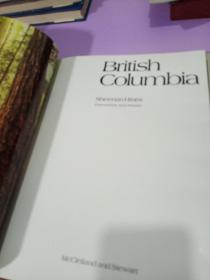 British
Columbia
Sherman Hines
McClelland and Stewart